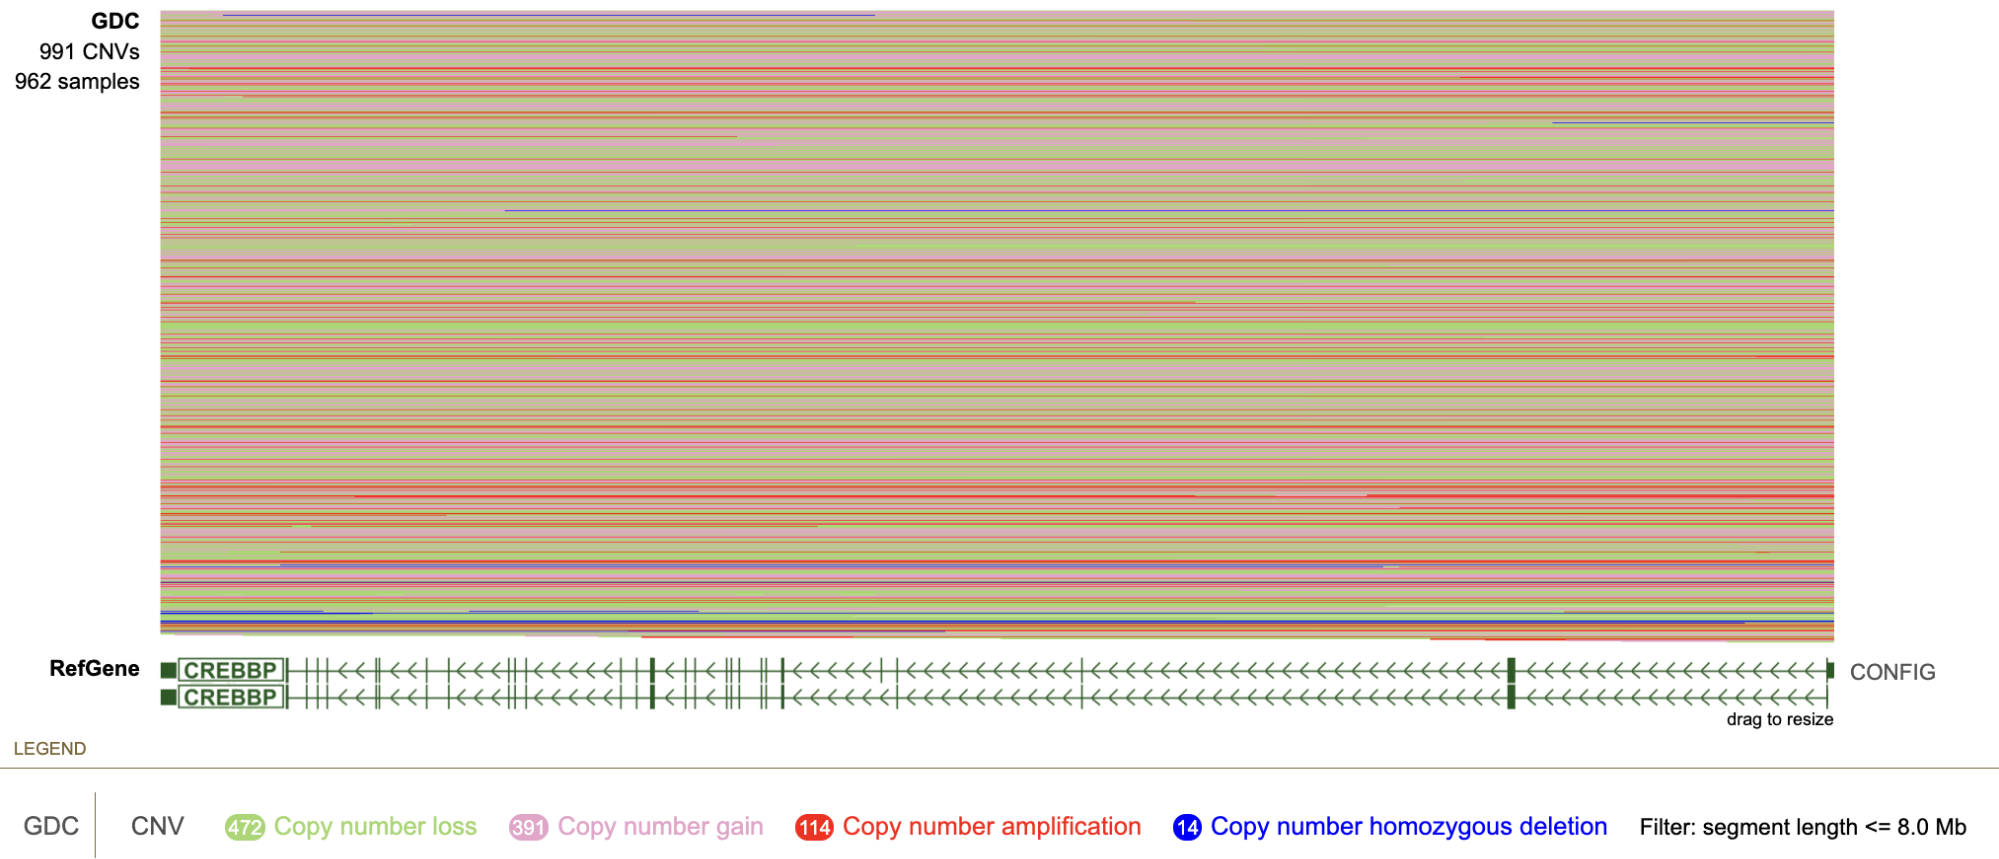 GDC
991 CNVs
962 samples
RefGene
CREBBP
CREBBP
CONFIG
drag to resize
LEGEND
GDC CNV 472 Copy number loss 391 Copy number gain 114 Copy number amplification 14 Copy number homozygous deletion Filter: segment length <= 8.0 Mb